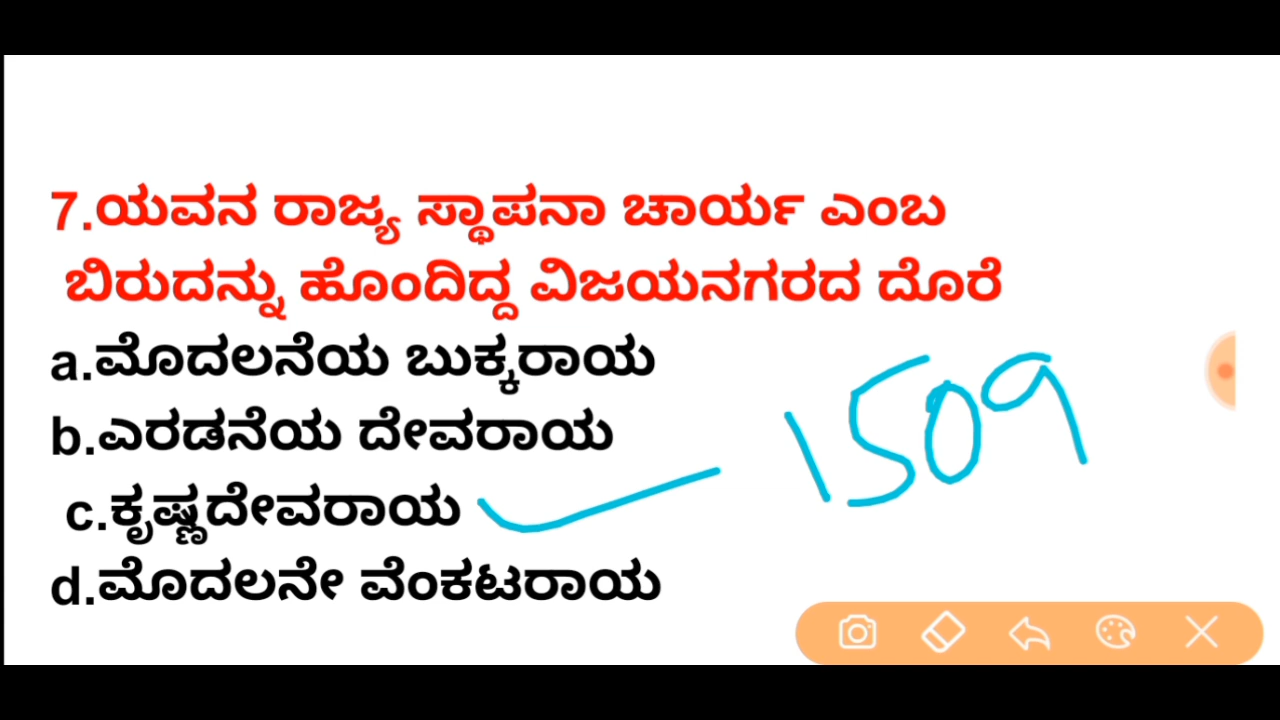 7.ಯವನ ರಾಜ್ಯ ಸ್ಥಾಪನಾ ಚಾರ್ಯ ಎಂಬ
ಬಿರುದನ್ನು ಹೊಂದಿದ್ದ ವಿಜಯನಗರದ ದೊರೆ
a.ಮೊದಲನೆಯ ಬುಕ್ಕರಾಯ
b.ಎರಡನೆಯ ದೇವರಾಯ
c.ಕೃಷ್ಣದೇವರಾಯ 1509
d.ಮೊದಲನೇ ವೆಂಕಟರಾಯ